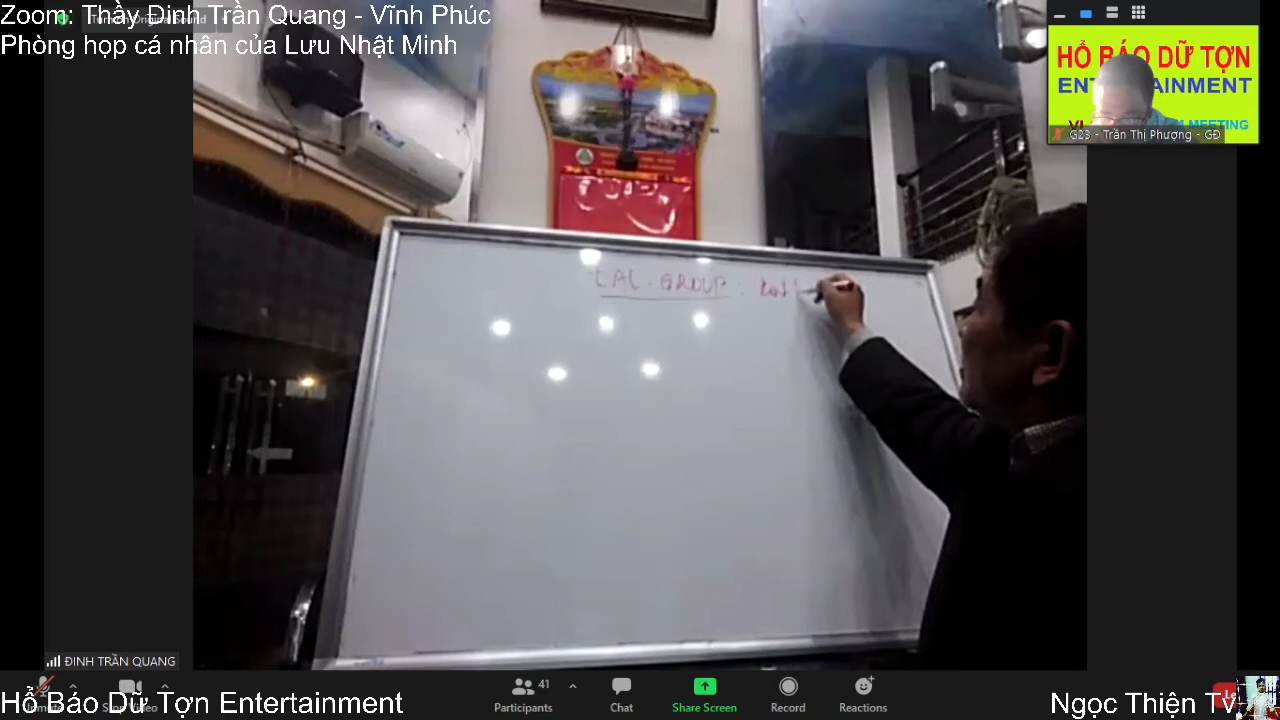 Zoom: Thầy Đinh Trần Quang - Vĩnh Phúc
Phòng họp cá nhân của Lưu Nhật Minh
HỔ BÁO DỮ TỢN
ENTERTAINMENT
MEETING
G23 - Trần Thị Phượng - GĐ
GROUP :
ĐINH TRẦN QUANG
41
Participants
Chat
Share Screen
Record
Reactions
Hổ Báo Dữ Tợn Entertainment
Ngọc Thiện TV